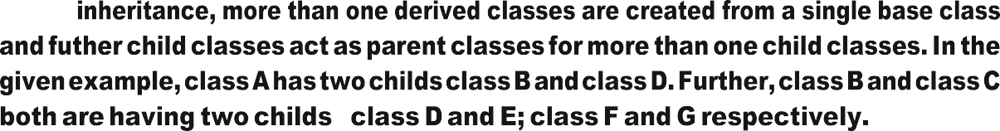 inheritance, more than one derived classes are created from a single base class
and futher child classes act as parent classes for more than one child classes. In the
given example, class A has two childs class B and class D. Further, class B and class C
both are having two childs class D and E; class F and G respectively.